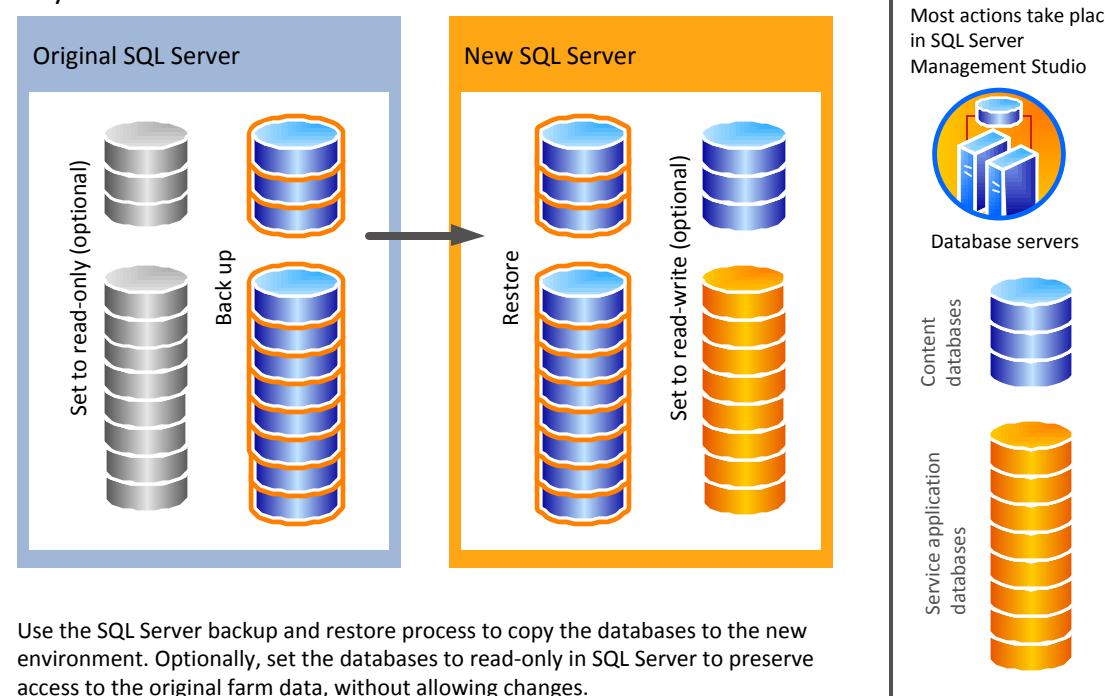 Original SQL Server
New SQL Server
Set to read-only (optional)
Back up
Restore
Set to read-write (optional)
Use the SQL Server backup and restore process to copy the databases to the new
environment. Optionally, set the databases to read-only in SQL Server to preserve
access to the original farm data, without allowing changes.
Most actions take plac
in SQL Server
Management Studio
Database servers
Content
databases
Service application
databases